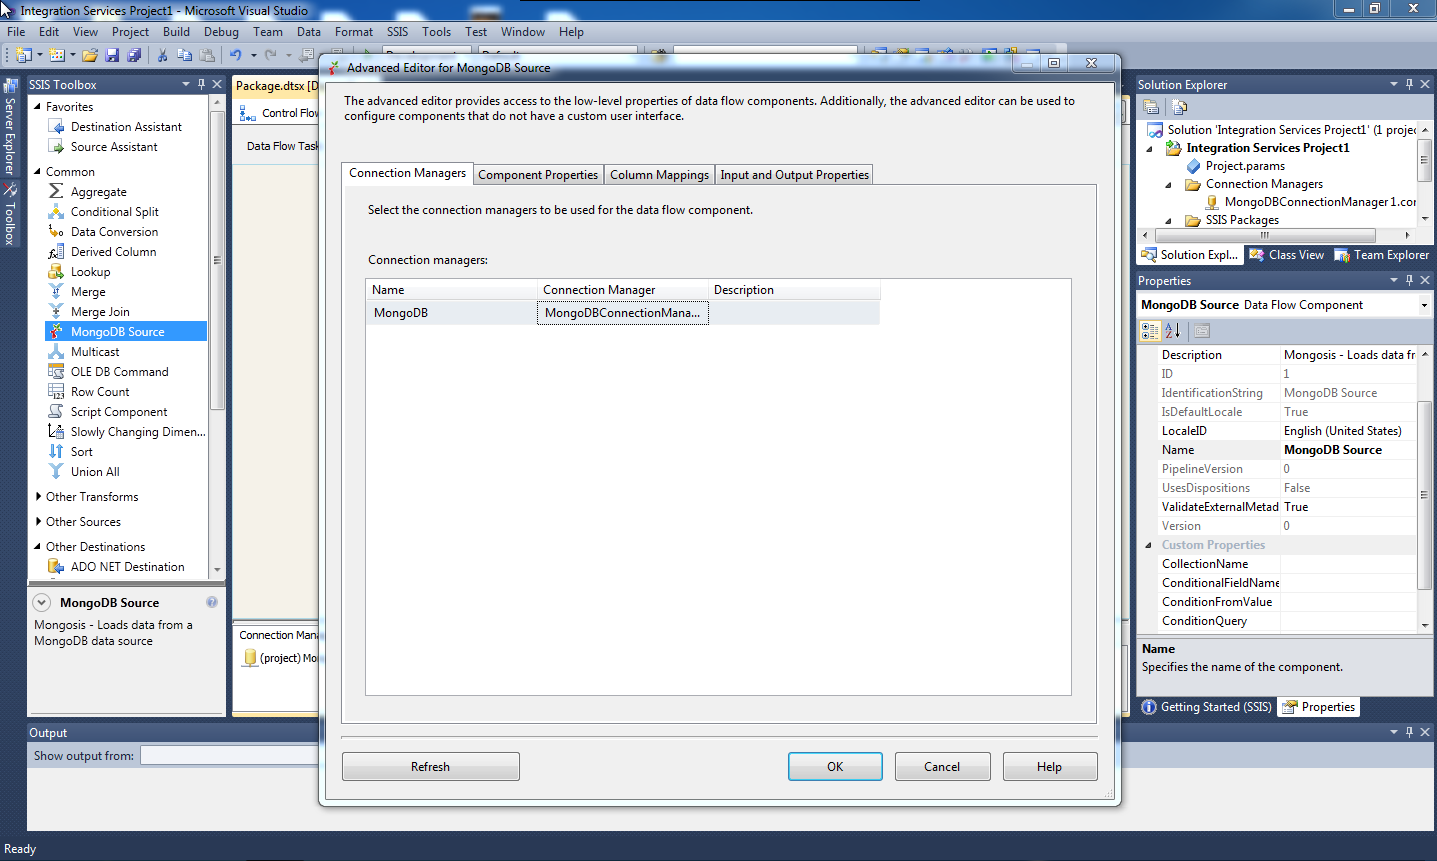 Integration Services Project1 - Microsoft Visual Studio
File Edit View Project Build Debug Team Data Format SSIS Tools Test Window Help
Server Explorer
Toolbox
SSIS Toolbox
Favorites
Destination Assistant
Source Assistant
Common
Aggregate
Conditional Split
Data Conversion
Derived Column
Lookup
Merge
Merge Join
MongoDB Source
Multicast
OLE DB Command
Row Count
Script Component
Slowly Changing Dimen...
Sort
Union All
Other Transforms
Other Sources
Other Destinations
ADO NET Destination
MongoDB Source
Mongosis - Loads data from a
MongoDB data source
Package.dtsx [D
Control Flow
Data Flow Task
Connection Mana
(project) Mo
Advanced Editor for MongoDB Source
The advanced editor provides access to the low-level properties of data flow components. Additionally, the advanced editor can be used to
configure components that do not have a custom user interface.
Connection Managers Component Properties Column Mappings Input and Output Properties
Select the connection managers to be used for the data flow component.
Connection managers:
Name Connection Manager Description
MongoDB MongoDBConnectionMana...
Refresh OK Cancel Help
Solution Explorer
Solution 'Integration Services Project1' (1 projec
Integration Services Project1
Project.params
Connection Managers
MongoDBConnectionManager1.cor
SSIS Packages
Solution Expl... Class View Team Explorer
Properties
MongoDB Source Data Flow Component
Description Mongosis - Loads data fr
ID 1
IdentificationString MongoDB Source
IsDefaultLocale True
LocaleID English (United States)
Name MongoDB Source
PipelineVersion 0
UsesDispositions False
ValidateExternalMetad True
Version 0
Custom Properties
CollectionName
ConditionalFieldName
ConditionFromValue
ConditionQuery
Name
Specifies the name of the component.
Getting Started (SSIS) Properties
Output
Show output from:
Ready